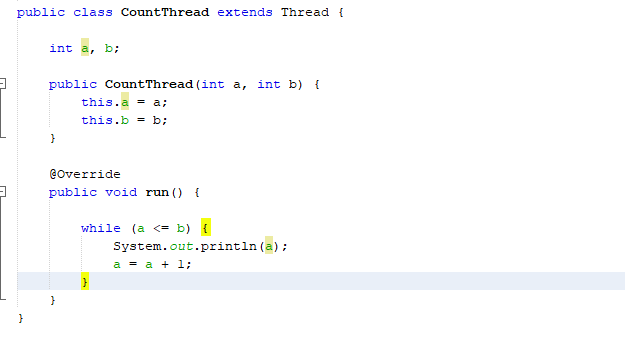 public class CountThread extends Thread {
int a, b;
public CountThread(int a, int b) {
this.a = a;
this.b = b;
}
@Override
public void run() {
while (a <= b) {
System.out.println(a);
a = a + 1;
}
}
}